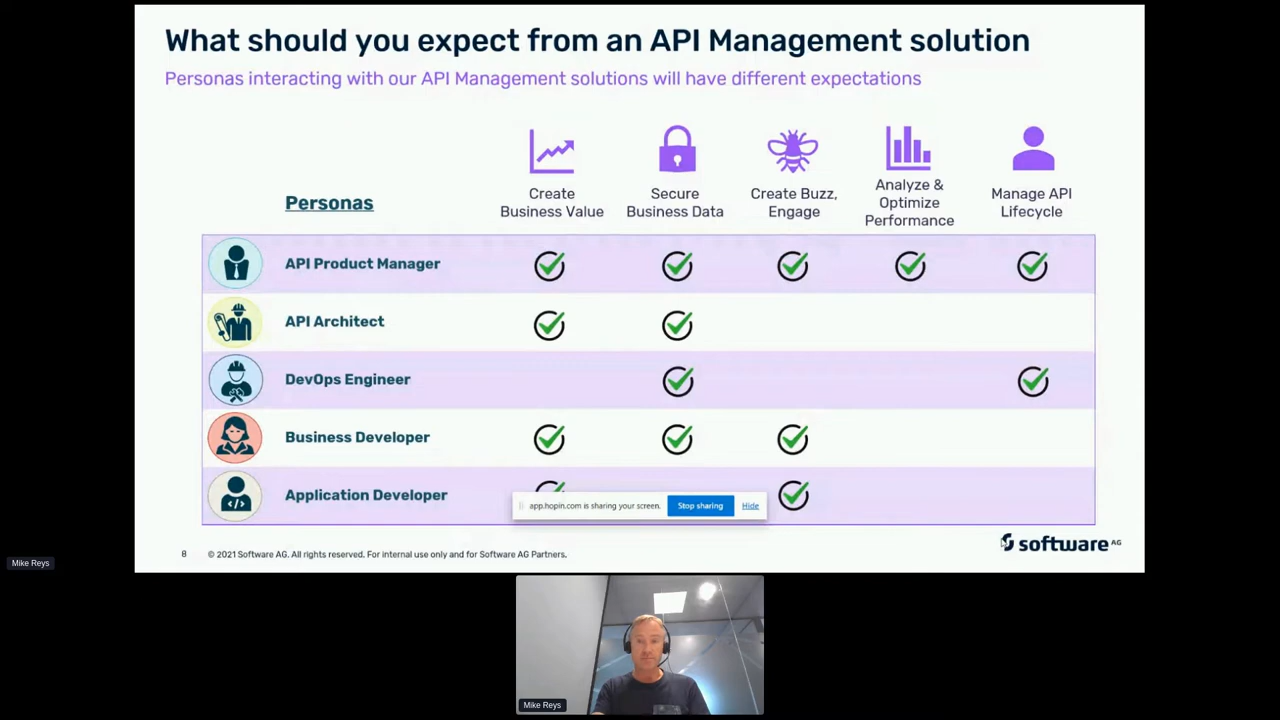 What should you expect from an API Management solution
Personas interacting with our API Management solutions will have different expectations
Personas
Create
Business Value
Secure
Business Data
Create Buzz,
Engage
Analyze &
Optimize
Performance
Manage API
Lifecycle
API Product Manager
API Architect
DevOps Engineer
Business Developer
Application Developer
app.hopin.com is sharing your screen.
Stop sharing
Hide
8
© 2021 Software AG. All rights reserved. For internal use only and for Software AG Partners.
software AG
Mike Reys
Mike Reys